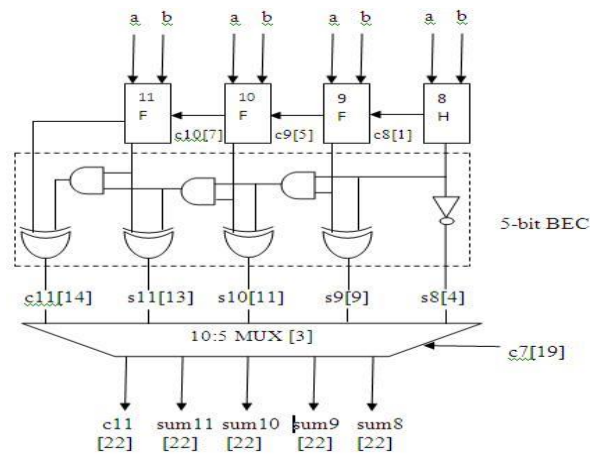 a b a b a b a b
11 10 9 8
F F F H
c10[7] c9[5] c8[1]
5-bit BEC
c11[14] s11[13] s10[11] s9[9] s8[4]
10:5 MUX [3]
c7[19]
c11 sum11 sum10 sum9 sum8
[22] [22] [22] [22] [22]